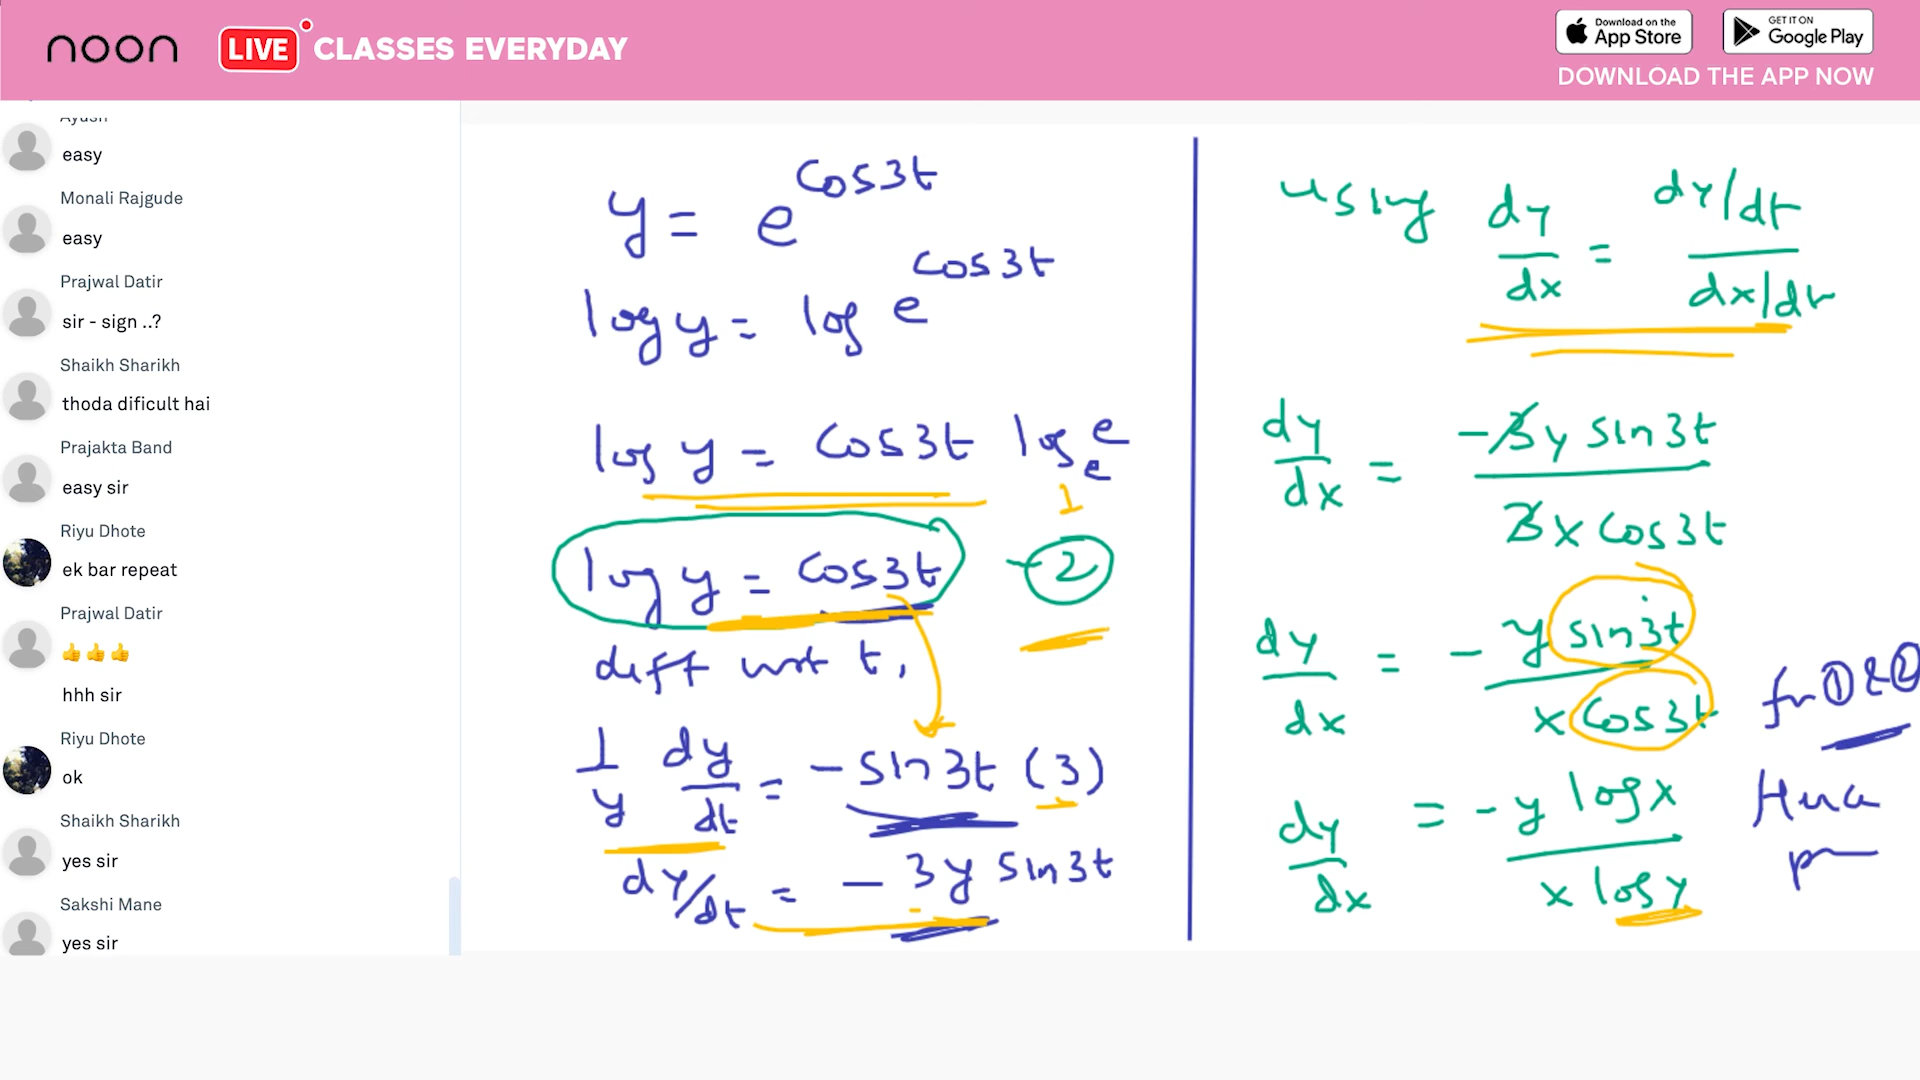 noon LIVE CLASSES EVERYDAY
Download on the App Store
GET IT ON Google Play
DOWNLOAD THE APP NOW
Ayush
easy
Monali Rajgude
easy
Prajwal Datir
sir - sign ..?
Shaikh Sharikh
thoda dificult hai
Prajakta Band
easy sir
Riyu Dhote
ek bar repeat
Prajwal Datir
👍👍👍
hhh sir
Riyu Dhote
ok
Shaikh Sharikh
yes sir
Sakshi Mane
yes sir
y = e^cos3t
log y = log e^cos3t
log y = cos3t log_e e
1
log y = cos3t - 2
diff wrt t,
1/y dy/dt = - sin3t (3)
dy/dt = - 3y sin3t
using dy/dx = dy/dt / dx/dt
dy/dx = -3y sin3t / 3x cos3t
dy/dx = - y sin3t / x cos3t fr 1 & 2
dy/dx = - y log x / x log y